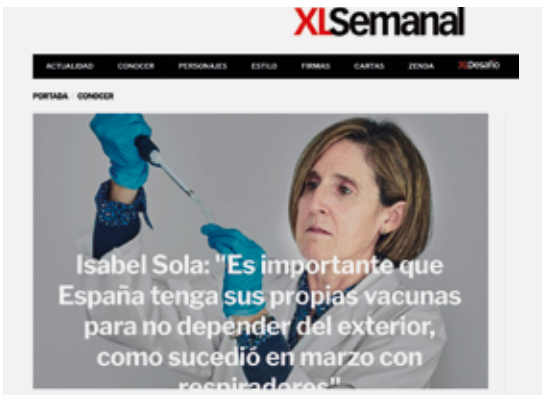 XLSemanal
ACTUALIDAD CONOCER PERSONAJES ESTILO FIRMAS CARTAS ZENDA XLDesafío
PORTADA CONOCER
Isabel Sola: "Es importante que
España tenga sus propias vacunas
para no depender del exterior,
como sucedió en marzo con
respiradores"